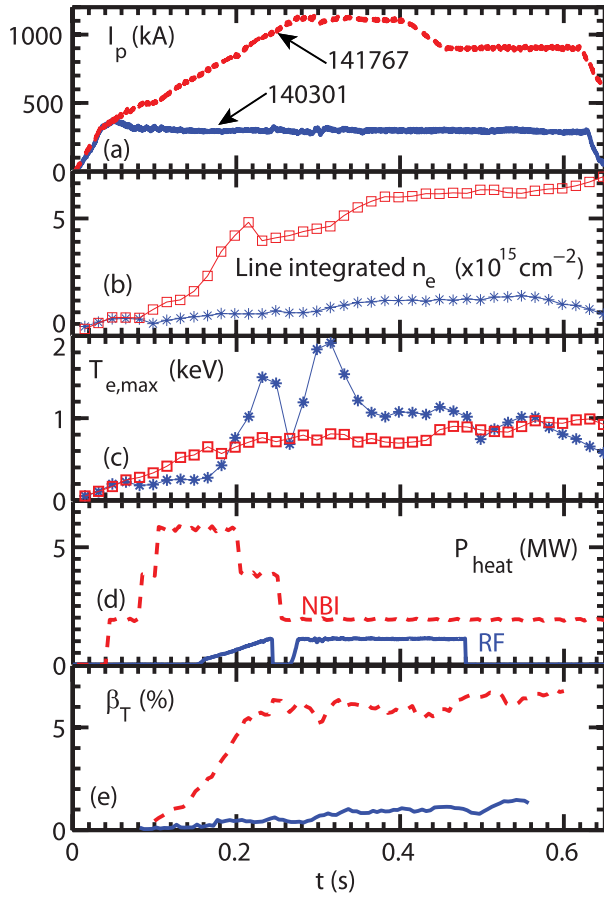 1000
I_p (kA)
141767
500
140301
0
(a)
5
(b)
Line integrated n_e (x10^15 cm^−2)
0
2
T_e,max (keV)
1
(c)
0
5
P_heat (MW)
(d)
NBI
RF
0
β_T (%)
5
(e)
0
0
0.2
0.4
0.6
t (s)